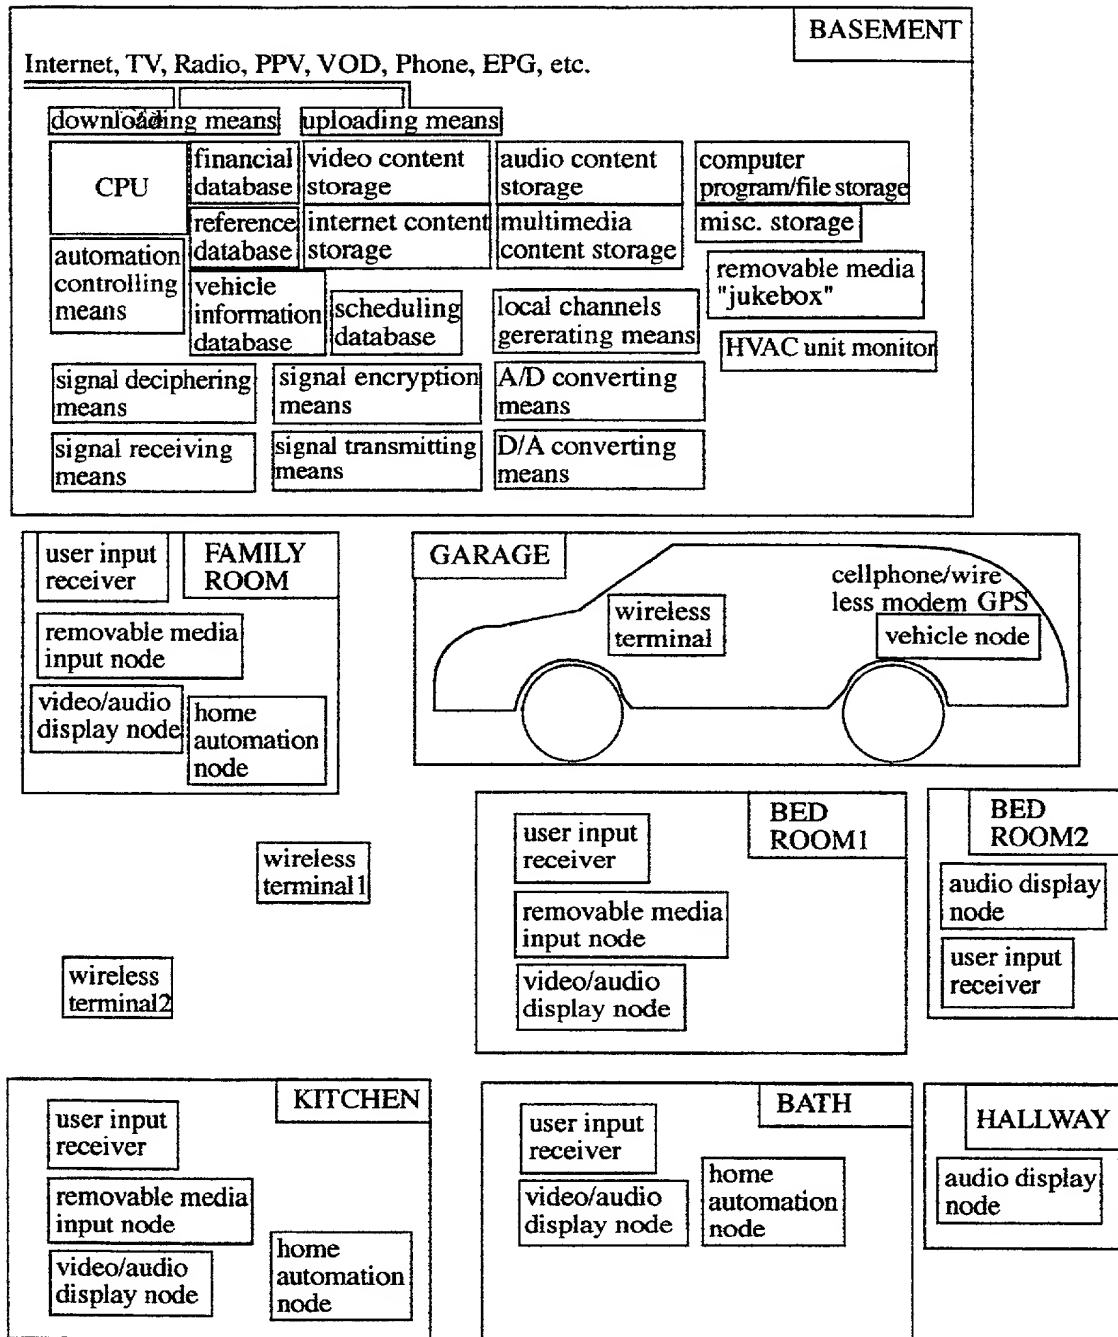 BASEMENT
Internet, TV, Radio, PPV, VOD, Phone, EPG, etc.
downloading means
uploading means
CPU
financial
database
video content
storage
audio content
storage
computer
program/file storage
reference
database
internet content
storage
multimedia
content storage
misc. storage
automation
controlling
means
vehicle
information
database
scheduling
database
local channels
gererating means
removable media
"jukebox"
HVAC unit monitor
signal deciphering
means
signal encryption
means
A/D converting
means
signal receiving
means
signal transmitting
means
D/A converting
means
FAMILY
ROOM
user input
receiver
removable media
input node
video/audio
display node
home
automation
node
GARAGE
wireless
terminal
cellphone/wire
less modem GPS
vehicle node
wireless
terminal1
wireless
terminal2
BED
ROOM1
user input
receiver
removable media
input node
video/audio
display node
BED
ROOM2
audio display
node
user input
receiver
KITCHEN
user input
receiver
removable media
input node
video/audio
display node
home
automation
node
BATH
user input
receiver
video/audio
display node
home
automation
node
HALLWAY
audio display
node